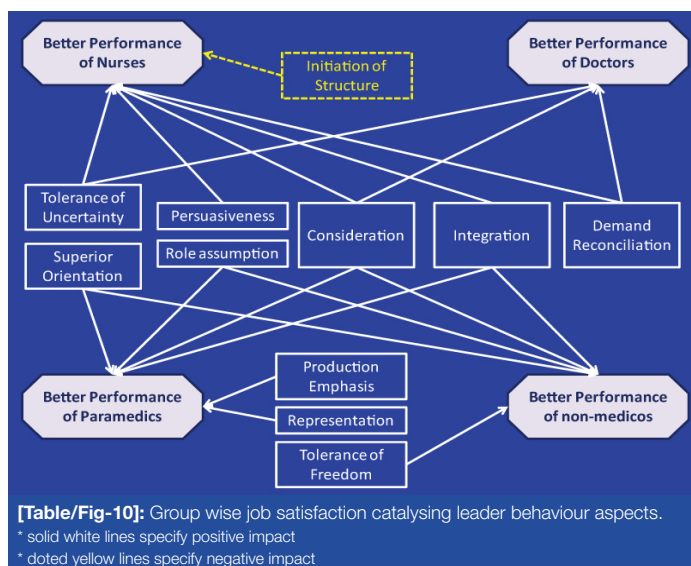 Better Performance
of Nurses
Initiation of
Structure
Better Performance
of Doctors
Tolerance of
Uncertainty
Persuasiveness
Consideration
Integration
Demand
Reconciliation
Superior
Orientation
Role assumption
Better Performance
of Paramedics
Production
Emphasis
Representation
Tolerance of
Freedom
Better Performance
of non-medicos
[Table/Fig-10]: Group wise job satisfaction catalysing leader behaviour aspects.
* solid white lines specify positive impact
* doted yellow lines specify negative impact